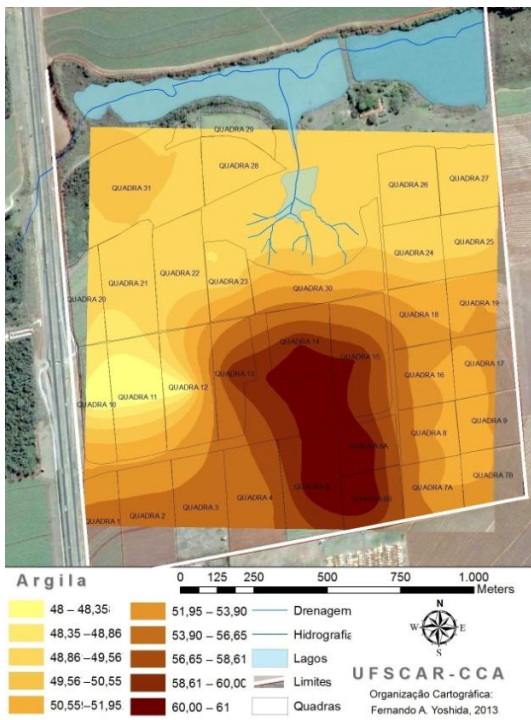 QUADRA 29
QUADRA 28
QUADRA 31
QUADRA 26
QUADRA 27
QUADRA 25
QUADRA 24
QUADRA 22
QUADRA 21
QUADRA 23
QUADRA 20
QUADRA 30
QUADRA 19
QUADRA 18
QUADRA 14
QUADRA 15
QUADRA 17
QUADRA 13
QUADRA 16
QUADRA 12
QUADRA 11
QUADRA 10
QUADRA 9
QUADRA 8
QUADRA 7B
QUADRA 7A
QUADRA 4
QUADRA 3
QUADRA 2
QUADRA 1
Argila
0 125 250 500 750 1.000
Meters
48 – 48,35
48,35 – 48,86
48,86 – 49,56
49,56 – 50,55
50,55 – 51,95
51,95 – 53,90
53,90 – 56,65
56,65 – 58,61
58,61 – 60,00
60,00 – 61
Drenagem
Hidrografia
Lagos
Limites
Quadras
N
W E
S
UFSCAR-CCA
Organização Cartográfica:
Fernando A. Yoshida, 2013